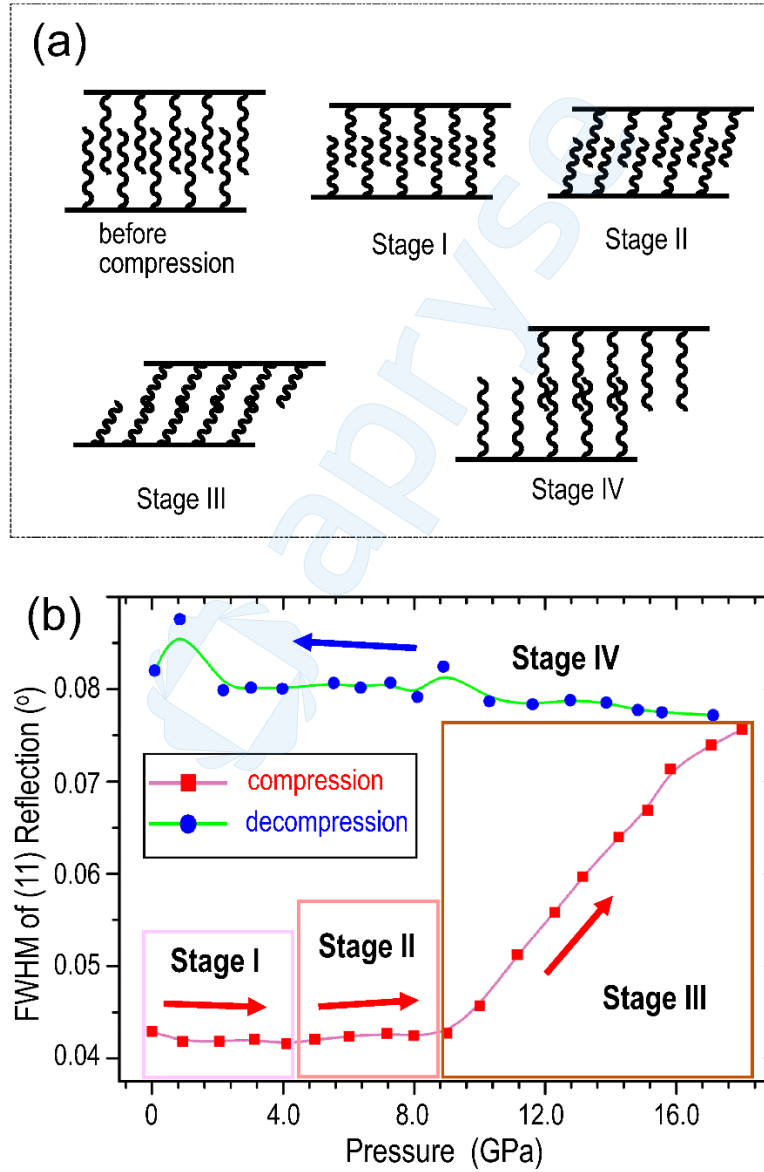 (a)
before
compression
Stage I
Stage II
Stage III
Stage IV
apryse
(b)
FWHM of (11) Reflection (º)
0.08
0.07
0.06
0.05
0.04
Stage IV
compression
decompression
Stage I
Stage II
Stage III
0
4.0
8.0
12.0
16.0
Pressure (GPa)